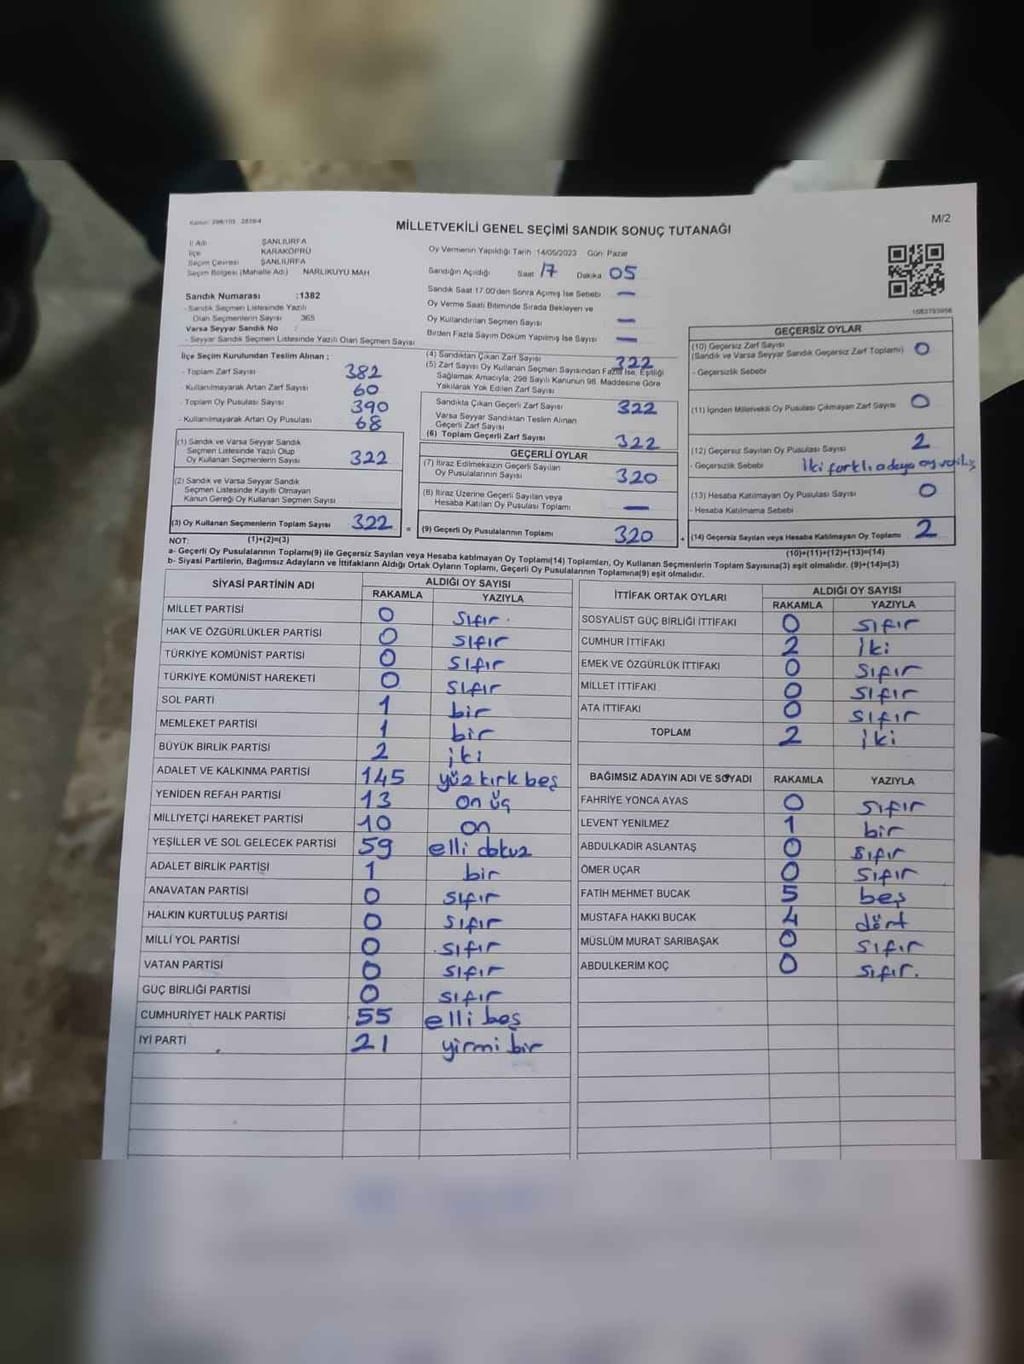 M/2
MİLLETVEKİLİ GENEL SEÇİMİ SANDIK SONUÇ TUTANAĞI
İl Adı ŞANLIURFA
İlçe KARAKÖPRÜ
Seçim Çevresi ŞANLIURFA
Seçim Bölgesi (Mahalle Adı) NARLIKUYU MAH
Sandık Numarası :1382
- Sandık Seçmen Listesinde Yazılı
Olan Seçmenlerin Sayısı 365
Varsa Seyyar Sandık No :
- Seyyar Sandık Seçmen Listesinde Yazılı Olan Seçmen Sayısı
Oy Vermenin Yapıldığı Tarih 14/05/2023 Gün: Pazar
Sandığın Açıldığı Saat 17 Dakika 05
Sandık Saat 17.00'den Sonra Açılmış İse Sebebi —
Oy Verme Saati Bitiminde Sırada Bekleyen ve
Oy Kullandırılan Seçmen Sayısı —
Birden Fazla Sayım Döküm Yapılmış İse Sayısı —
İlçe Seçim Kurulundan Teslim Alınan ;
- Toplam Zarf Sayısı 382
- Kullanılmayarak Artan Zarf Sayısı 60
- Toplam Oy Pusulası Sayısı 390
- Kullanılmayarak Artan Oy Pusulası 68
(1) Sandık ve Varsa Seyyar Sandık
Seçmen Listesinde Yazılı Olup
Oy Kullanan Seçmenlerin Sayısı 322
(2) Sandık ve Varsa Seyyar Sandık
Seçmen Listesinde Kayıtlı Olmayan
Kanun Gereği Oy Kullanan Seçmen Sayısı
(3) Oy Kullanan Seçmenlerin Toplam Sayısı 322
(4) Sandıktan Çıkan Zarf Sayısı 322
(5) Zarf Sayısı Oy Kullanan Seçmen Sayısından Fazla İse, Eşitliği
Sağlamak Amacıyla, 298 Sayılı Kanunun 98. Maddesine Göre
Yakılarak Yok Edilen Zarf Sayısı
Sandıkta Çıkan Geçerli Zarf Sayısı 322
Varsa Seyyar Sandıktan Teslim Alınan
Geçerli Zarf Sayısı
(6) Toplam Geçerli Zarf Sayısı 322
GEÇERLİ OYLAR
(7) İtiraz Edilmeksizin Geçerli Sayılan
Oy Pusulalarının Sayısı 320
(8) İtiraz Üzerine Geçerli Sayılan veya
Hesaba Katılan Oy Pusulası Toplamı —
= (9) Geçerli Oy Pusulalarının Toplamı 320 +
GEÇERSİZ OYLAR
(10) Geçersiz Zarf Sayısı
(Sandık ve Varsa Seyyar Sandık Geçersiz Zarf Toplamı) 0
- Geçersizlik Sebebi
(11) İçinden Milletvekili Oy Pusulası Çıkmayan Zarf Sayısı 0
(12) Geçersiz Sayılan Oy Pusulası Sayısı 2
- Geçersizlik Sebebi İki farklı adaya
(13) Hesaba Katılmayan Oy Pusulası Sayısı 0
- Hesaba Katılmama Sebebi
(14) Geçersiz Sayılan veya Hesaba Katılmayan Oy Toplamı 2
NOT: (1)+(2)=(3) (10)+(11)+(12)+(13)=(14)
a- Geçerli Oy Pusulalarının Toplamı(9) ile Geçersiz Sayılan veya Hesaba katılmayan Oy Toplamı(14) Toplamları, Oy Kullanan Seçmenlerin Toplam Sayısına(3) eşit olmalıdır. (9)+(14)=(3)
b- Siyasi Partilerin, Bağımsız Adayların ve İttifakların Aldığı Ortak Oyların Toplamı, Geçerli Oy Pusulalarının Toplamına(9) eşit olmalıdır.
SİYASİ PARTİNİN ADI ALDIĞI OY SAYISI
RAKAMLA YAZIYLA
MİLLET PARTİSİ 0 sıfır
HAK VE ÖZGÜRLÜKLER PARTİSİ 0 sıfır
TÜRKİYE KOMÜNİST PARTİSİ 0 sıfır
TÜRKİYE KOMÜNİST HAREKETİ 0 sıfır
SOL PARTİ 1 bir
MEMLEKET PARTİSİ 1 bir
BÜYÜK BİRLİK PARTİSİ 2 iki
ADALET VE KALKINMA PARTİSİ 145 yüz kırk beş
YENİDEN REFAH PARTİSİ 13 on üç
MİLLİYETÇİ HAREKET PARTİSİ 10 on
YEŞİLLER VE SOL GELECEK PARTİSİ 59 elli dokuz
ADALET BİRLİK PARTİSİ 1 bir
ANAVATAN PARTİSİ 0 sıfır
HALKIN KURTULUŞ PARTİSİ 0 sıfır
MİLLİ YOL PARTİSİ 0 sıfır
VATAN PARTİSİ 0 sıfır
GÜÇ BİRLİĞİ PARTİSİ 0 sıfır
CUMHURİYET HALK PARTİSİ 55 elli beş
İYİ PARTİ 21 yirmi bir
İTTİFAK ORTAK OYLARI ALDIĞI OY SAYISI
RAKAMLA YAZIYLA
SOSYALİST GÜÇ BİRLİĞİ İTTİFAKI 0 sıfır
CUMHUR İTTİFAKI 2 iki
EMEK VE ÖZGÜRLÜK İTTİFAKI 0 sıfır
MİLLET İTTİFAKI 0 sıfır
ATA İTTİFAKI 0 sıfır
TOPLAM 2 iki
BAĞIMSIZ ADAYIN ADI VE SOYADI RAKAMLA YAZIYLA
FAHRİYE YONCA AYAS 0 sıfır
LEVENT YENİLMEZ 1 bir
ABDULKADİR ASLANTAŞ 0 sıfır
ÖMER UÇAR 0 sıfır
FATİH MEHMET BUCAK 5 beş
MUSTAFA HAKKI BUCAK 4 dört
MÜSLÜM MURAT SARIBAŞAK 0 sıfır
ABDULKERİM KOÇ 0 sıfır.